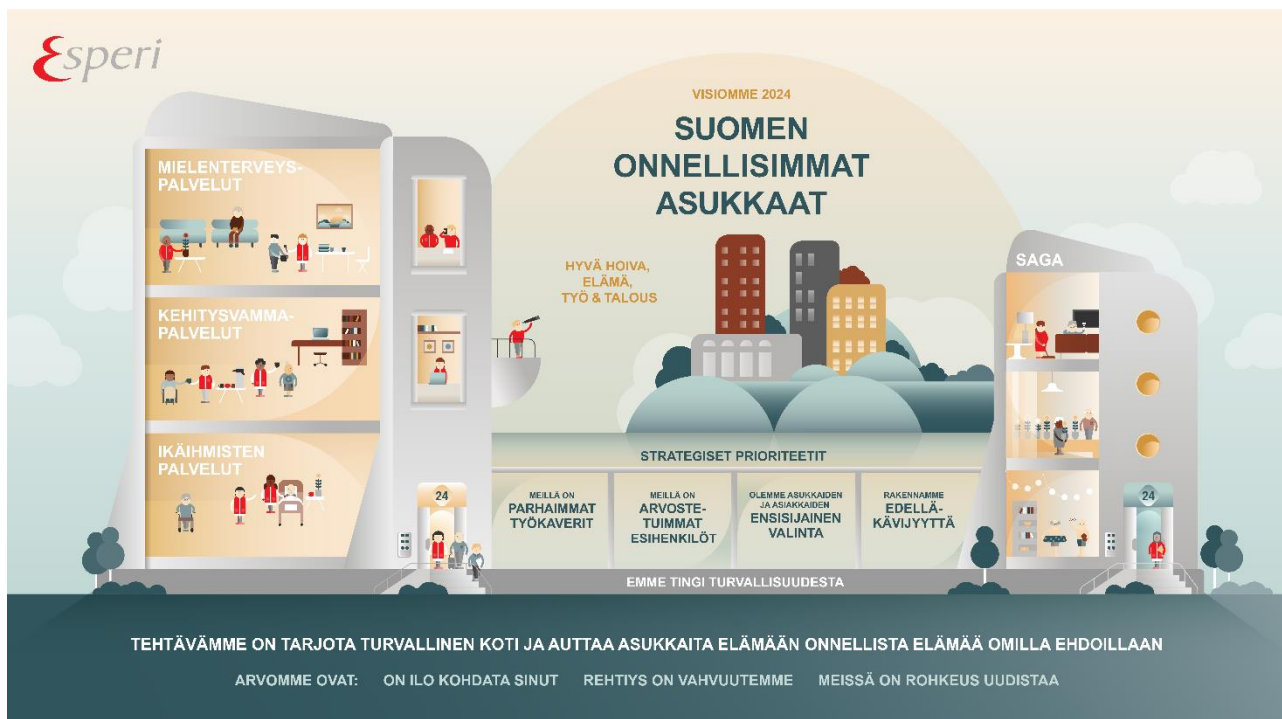 Esperi
VISIOMME 2024
SUOMEN
ONNELLISIMMAT
ASUKKAAT
HYVÄ HOIVA,
ELÄMÄ,
TYÖ & TALOUS
MIELENTERVEYS-
PALVELUT
KEHITYSVAMMA-
PALVELUT
IKÄIHMISTEN
PALVELUT
24
SAGA
24
STRATEGISET PRIORITEETIT
MEILLÄ ON
PARHAIMMAT
TYÖKAVERIT
MEILLÄ ON
ARVOSTE-
TUIMMAT
ESIHENKILÖT
OLEMME ASUKKAIDEN
JA ASIAKKAIDEN
ENSISIJAINEN
VALINTA
RAKENNAMME
EDELLÄ-
KÄVIJYYTTÄ
EMME TINGI TURVALLISUUDESTA
TEHTÄVÄMME ON TARJOTA TURVALLINEN KOTI JA AUTTAA ASUKKAITA ELÄMÄÄN ONNELLISTA ELÄMÄÄ OMILLA EHDOILLAAN
ARVOMME OVAT: ON ILO KOHDATA SINUT REHTIYS ON VAHVUUTEMME MEISSÄ ON ROHKEUS UUDISTAA